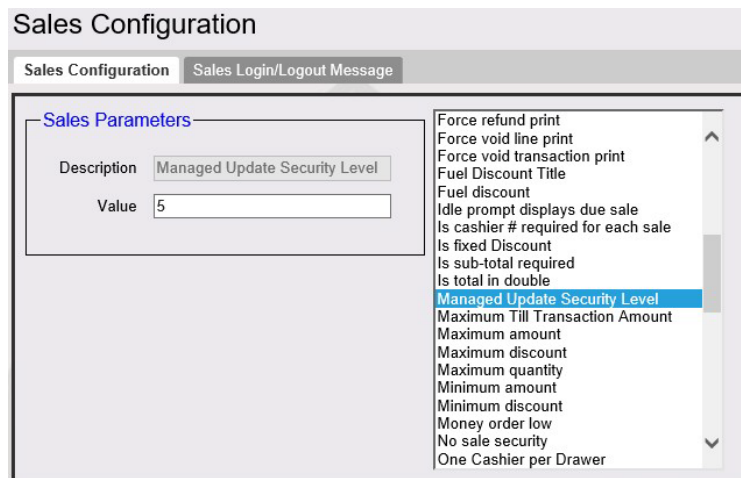 Sales Configuration
Sales Configuration
Sales Login/Logout Message
Sales Parameters
Description
Managed Update Security Level
Value
5
Force refund print
Force void line print
Force void transaction print
Fuel Discount Title
Fuel discount
Idle prompt displays due sale
Is cashier # required for each sale
Is fixed Discount
Is sub-total required
Is total in double
Managed Update Security Level
Maximum Till Transaction Amount
Maximum amount
Maximum discount
Maximum quantity
Minimum amount
Minimum discount
Money order low
No sale security
One Cashier per Drawer